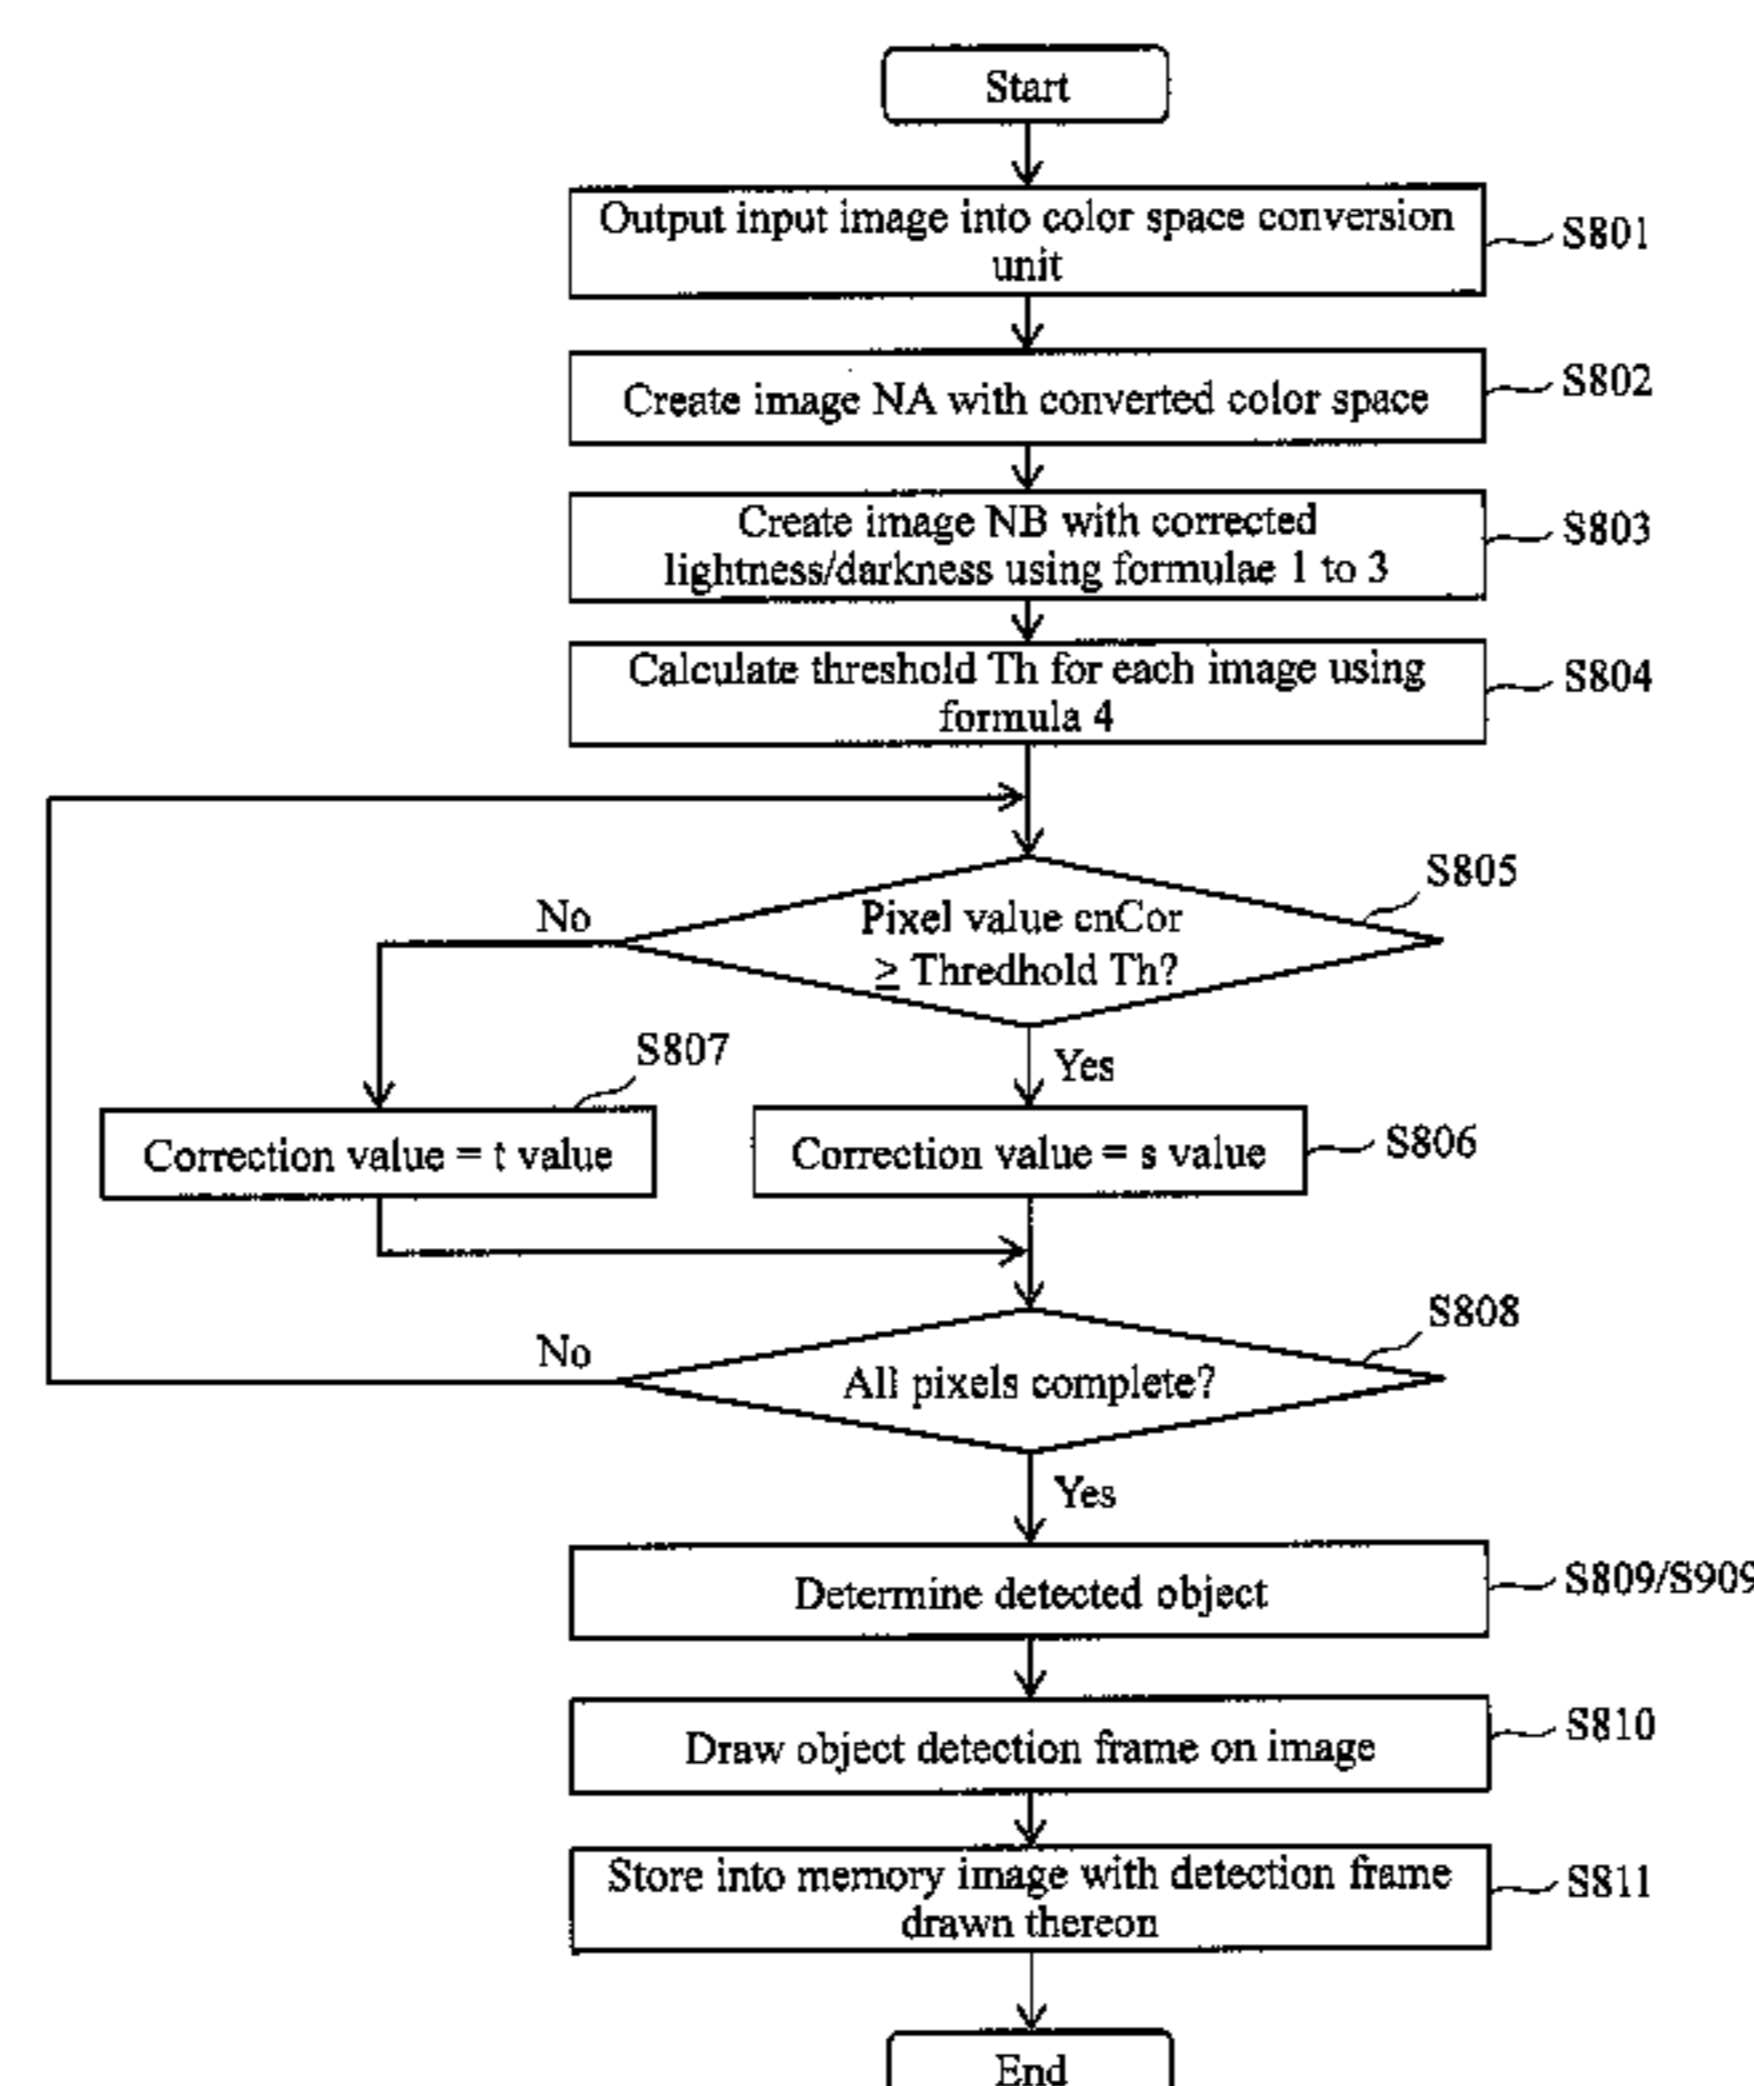 Start
Output input image into color space conversion
unit
S801
Create image NA with converted color space
S802
Create image NB with corrected
lightness/darkness using formulae 1 to 3
S803
Calculate threshold Th for each image using
formula 4
S804
S805
No
Pixel value cnCor
≥ Thredhold Th?
Yes
S807
Correction value = t value
Correction value = s value
S806
S808
No
All pixels complete?
Yes
Determine detected object
S809/S909
Draw object detection frame on image
S810
Store into memory image with detection frame
drawn thereon
S811
End